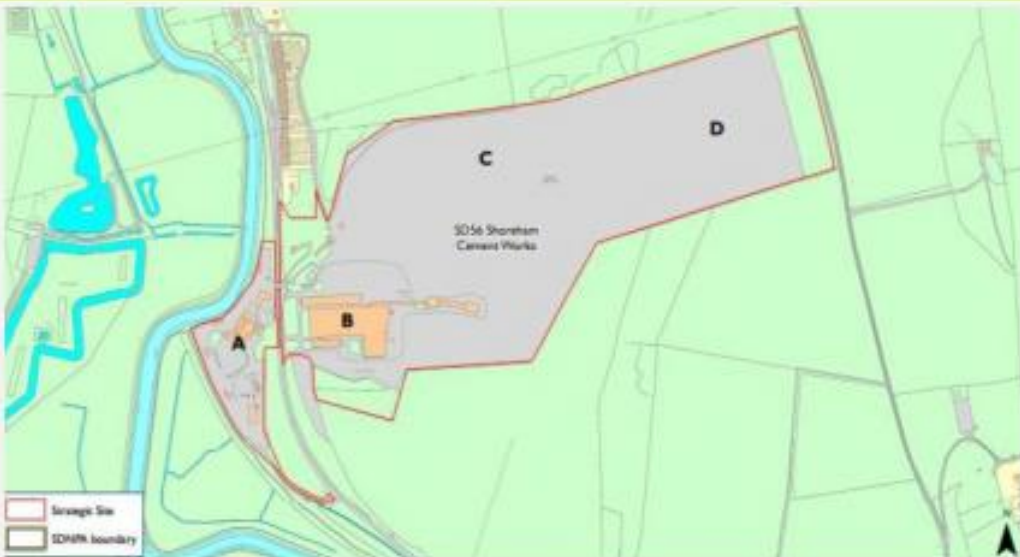 C
D
SD56 Shoreham
Cement Works
B
A
Strategic Site
SDNPA boundary